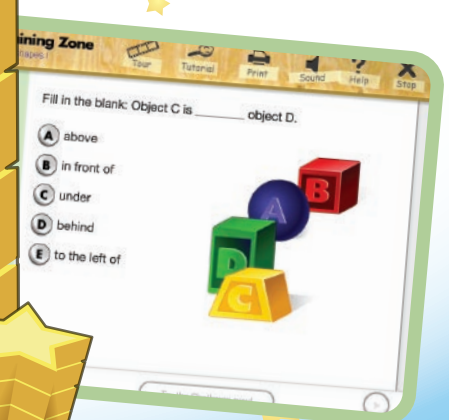 ining Zone
Tour
Tutorial
Print
Sound
Help
Stop
Fill in the blank: Object C is ______ object D.
A above
B in front of
C under
D behind
E to the left of
B
A
D
C